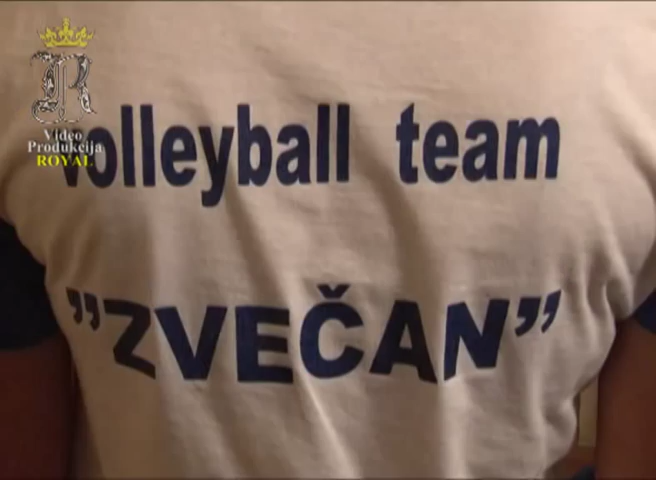 R
Video
Produkcija
ROYAL
volleyball team
"ZVEČAN"